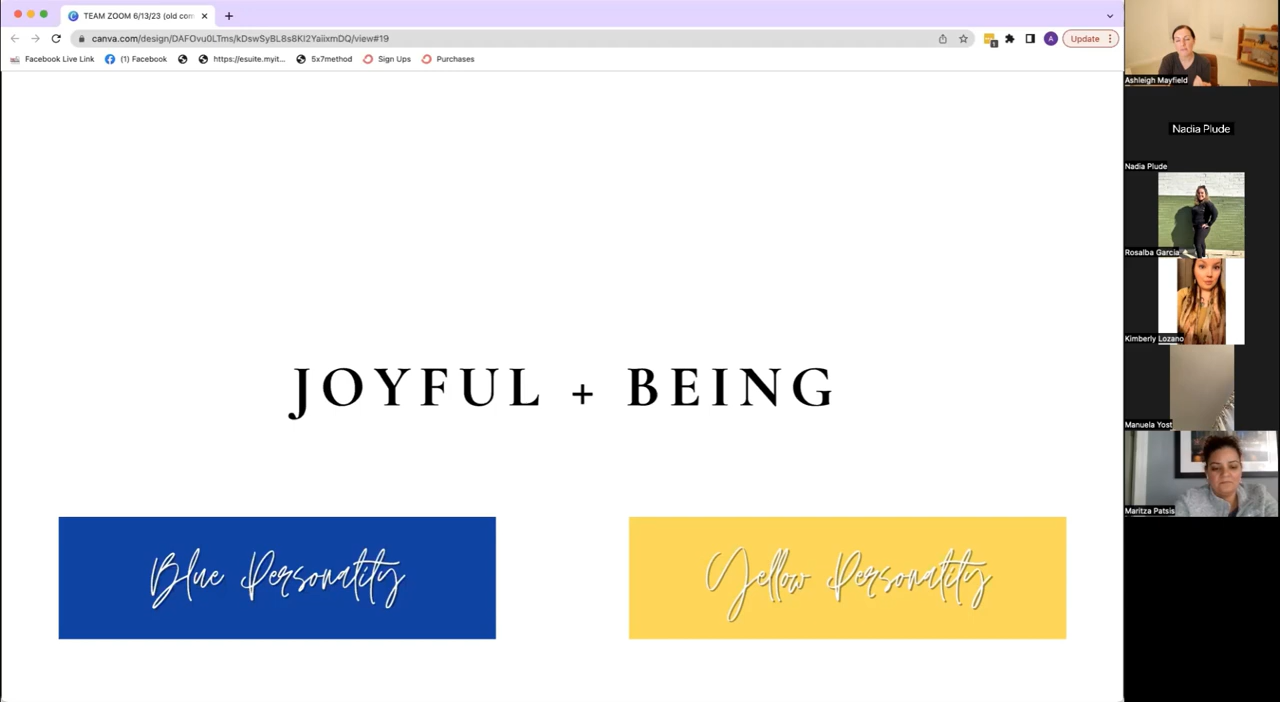 TEAM ZOOM 6/13/23 (old com
canva.com/design/DAFOvu0LTms/kDswSyBL8s8KI2YaiixmDQ/view#19
1
A
Update
Facebook Live Link
(1) Facebook
https://esuite.myit...
5x7method
Sign Ups
Purchases
JOYFUL + BEING
Blue Personality
Yellow Personality
Ashleigh Mayfield
Nadia Plude
Nadia Plude
Rosalba Garcia
Kimberly Lozano
Manuela Yost
Maritza Patsis